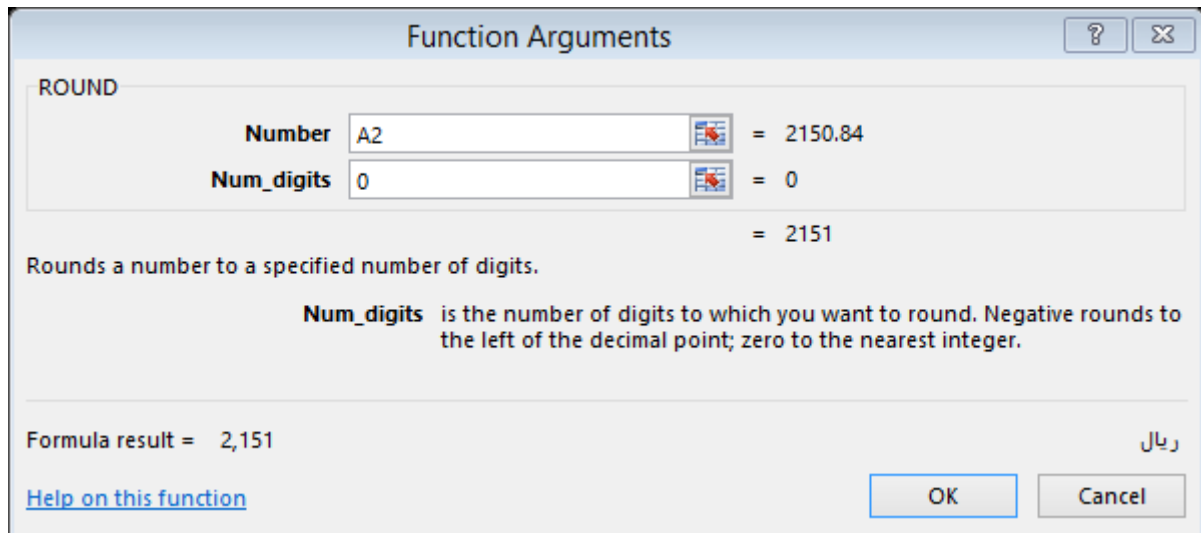 Function Arguments
ROUND
Number A2 = 2150.84
Num_digits 0 = 0
= 2151
Rounds a number to a specified number of digits.
Num_digits is the number of digits to which you want to round. Negative rounds to
the left of the decimal point; zero to the nearest integer.
Formula result = 2,151 ريال
Help on this function OK Cancel